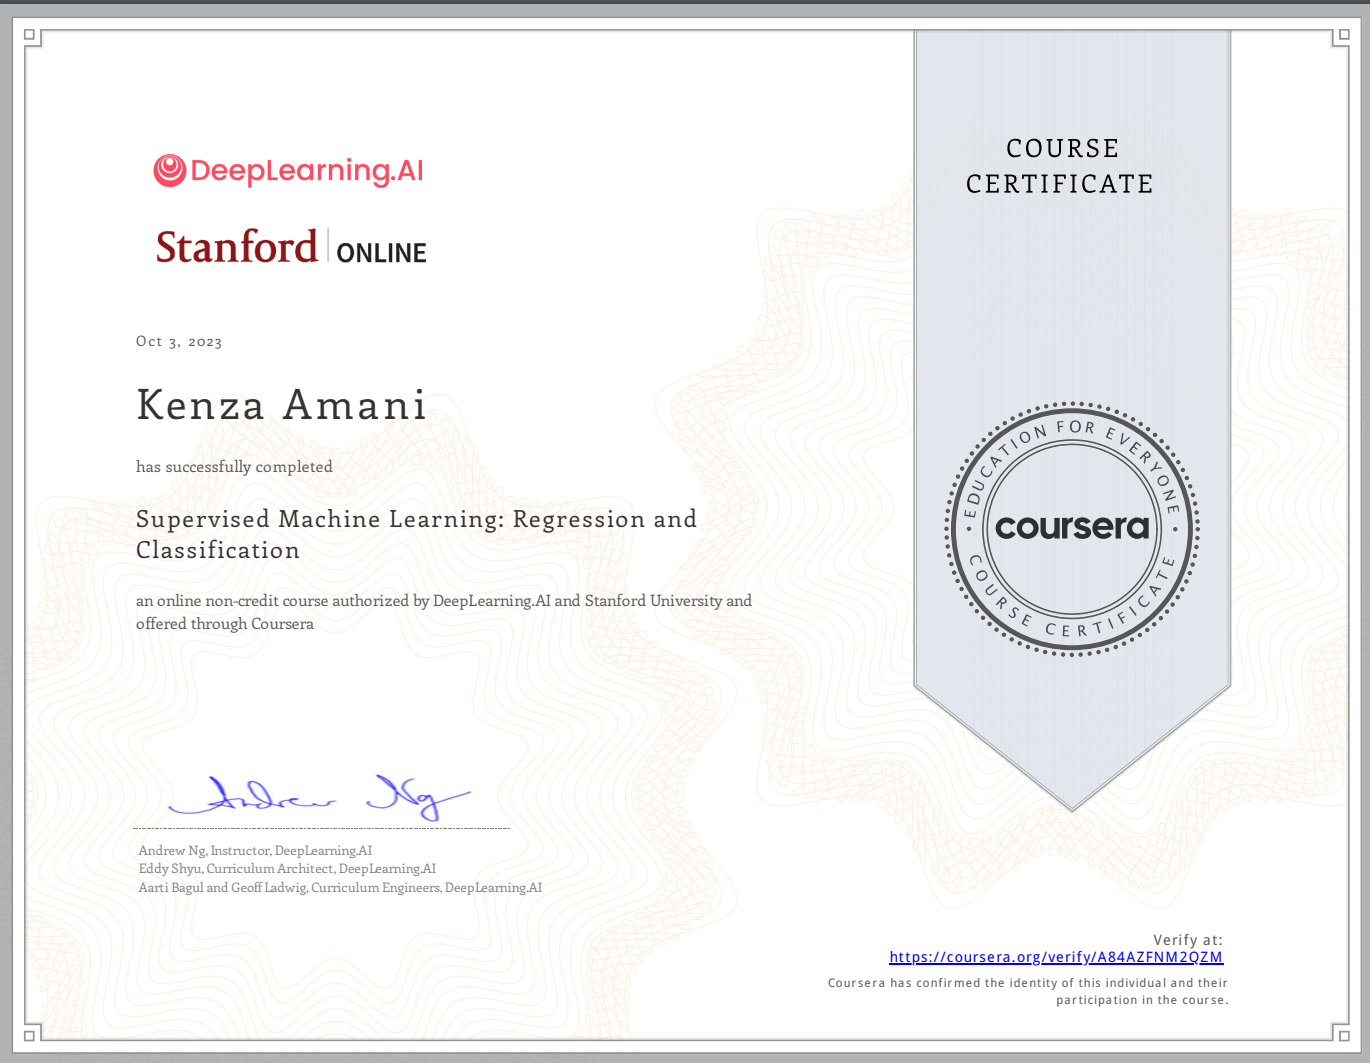 DeepLearning.AI
Stanford ONLINE
COURSE
CERTIFICATE
Oct 3, 2023
Kenza Amani
has successfully completed
Supervised Machine Learning: Regression and
Classification
an online non-credit course authorized by DeepLearning.AI and Stanford University and
offered through Coursera
EDUCATION FOR EVERYONE
coursera
COURSE CERTIFICATE
Andrew Ng
Andrew Ng, Instructor, DeepLearning.AI
Eddy Shyu, Curriculum Architect, DeepLearning.AI
Aarti Bagul and Geoff Ladwig, Curriculum Engineers, DeepLearning.AI
Verify at:
https://coursera.org/verify/A84AZFNM2QZM
Coursera has confirmed the identity of this individual and their
participation in the course.